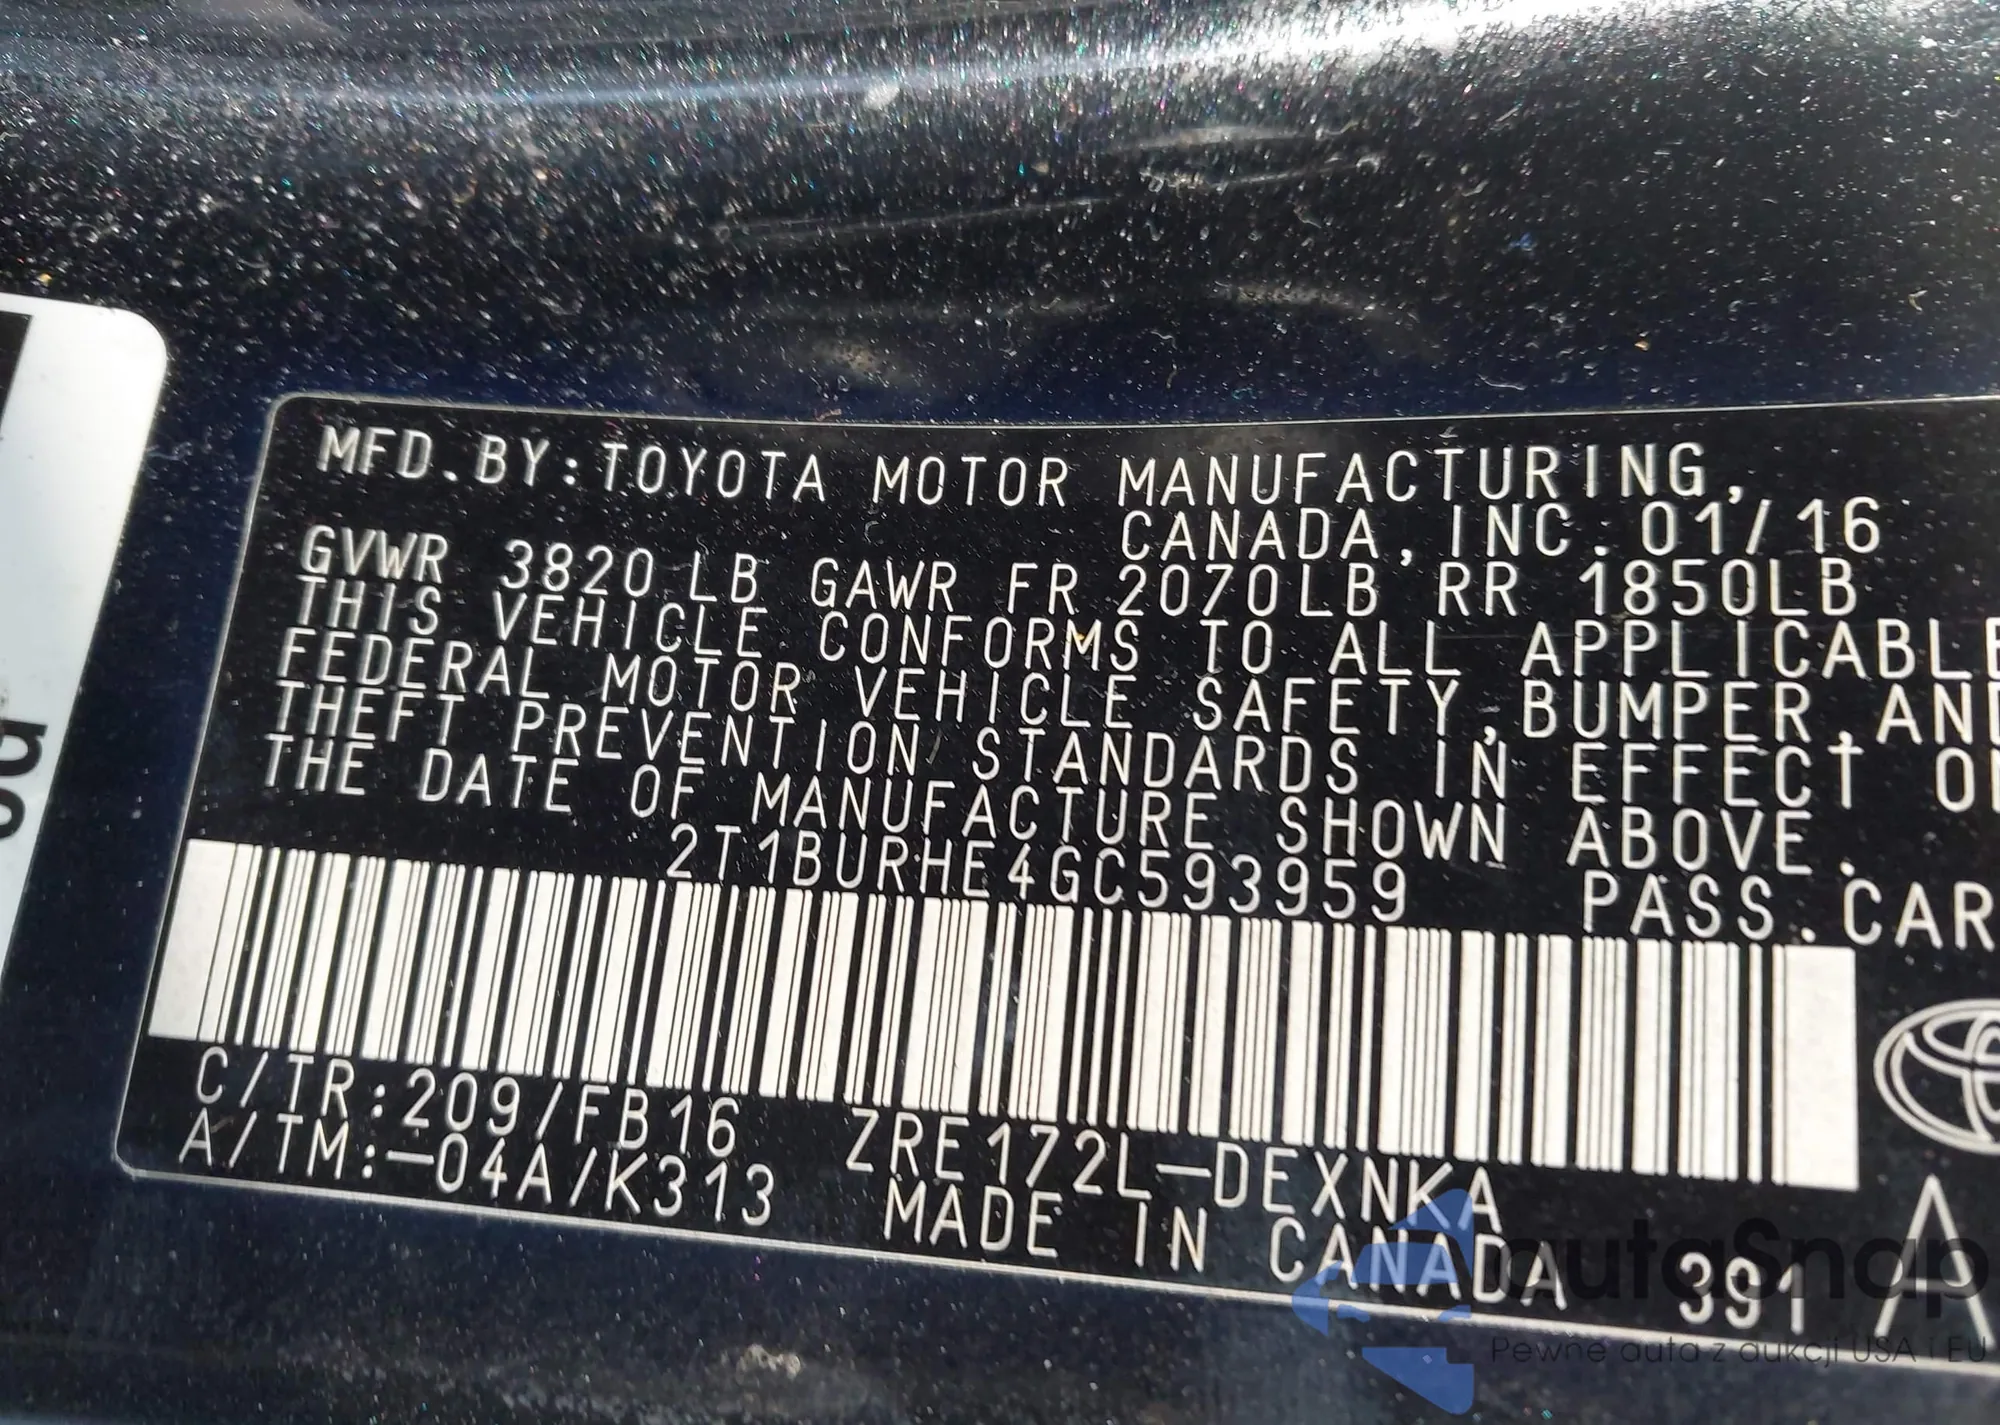 MFD.BY:TOYOTA MOTOR MANUFACTURING,
CANADA,INC. 01/16
GVWR 3820 LB GAWR FR 2070LB RR 1850LB
THIS VEHICLE CONFORMS TO ALL APPLICABLE
FEDERAL MOTOR VEHICLE SAFETY,BUMPER,AND
THEFT PREVENTION STANDARDS IN EFFECT ON
THE DATE OF MANUFACTURE SHOWN ABOVE.
2T1BURHE4GC593959 PASS.CAR
C/TR:209/FB16 ZRE172L-DEXNKA
A/TM:-04A/K313 MADE IN CANADA 391 A
autaSnap
Pewne auta z aukcji USA i EU